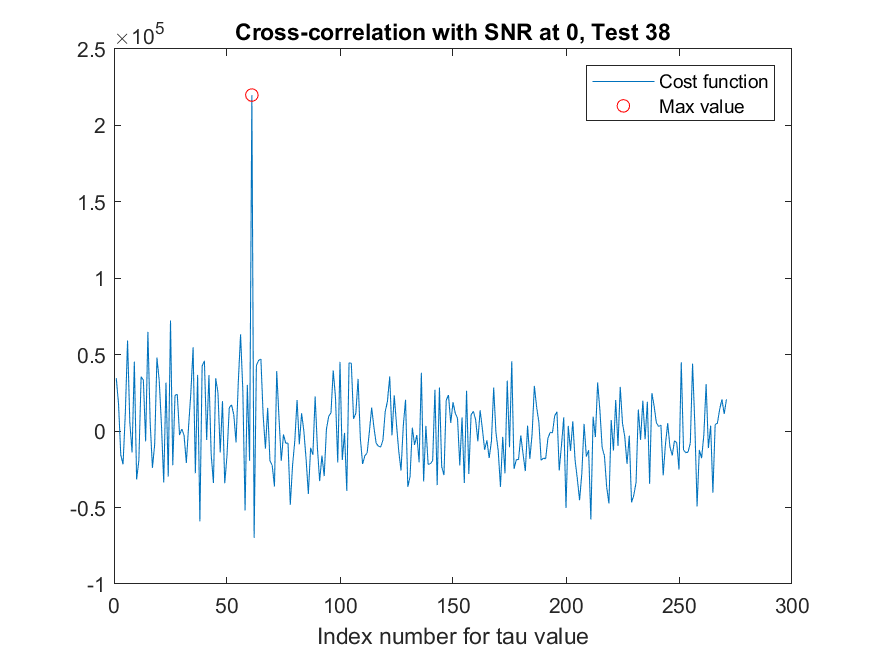 ×10^5
Cross-correlation with SNR at 0, Test 38
2.5
2
1.5
1
0.5
0
-0.5
-1
Cost function
Max value
0 50 100 150 200 250 300
Index number for tau value